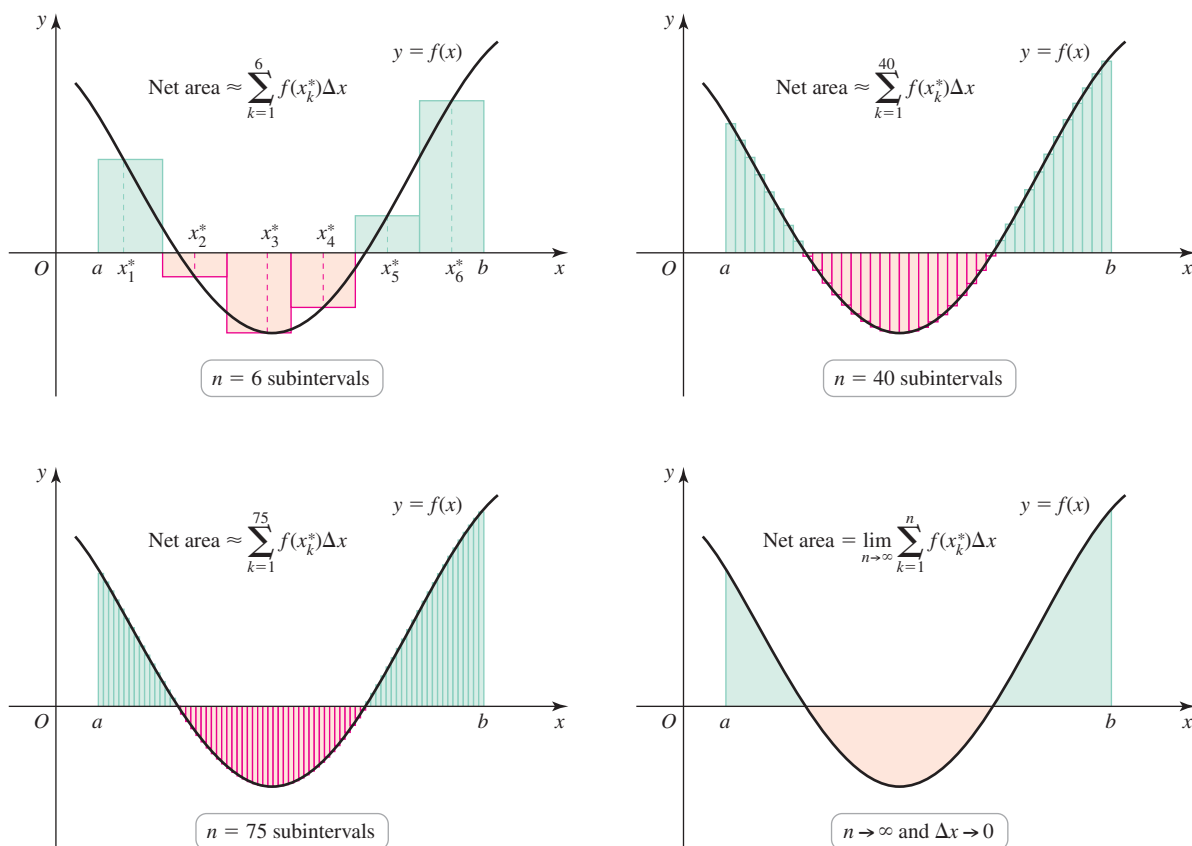 y
y = f(x)
Net area ≈ ∑_{k=1}^{6} f(x_k^*)Δx
x_2^* x_3^* x_4^*
O a x_1^* x_5^* x_6^* b x
n = 6 subintervals
y
y = f(x)
Net area ≈ ∑_{k=1}^{40} f(x_k^*)Δx
O a b x
n = 40 subintervals
y
y = f(x)
Net area ≈ ∑_{k=1}^{75} f(x_k^*)Δx
O a b x
n = 75 subintervals
y
y = f(x)
Net area = lim_{n→∞} ∑_{k=1}^{n} f(x_k^*)Δx
O a b x
n→∞ and Δx→0